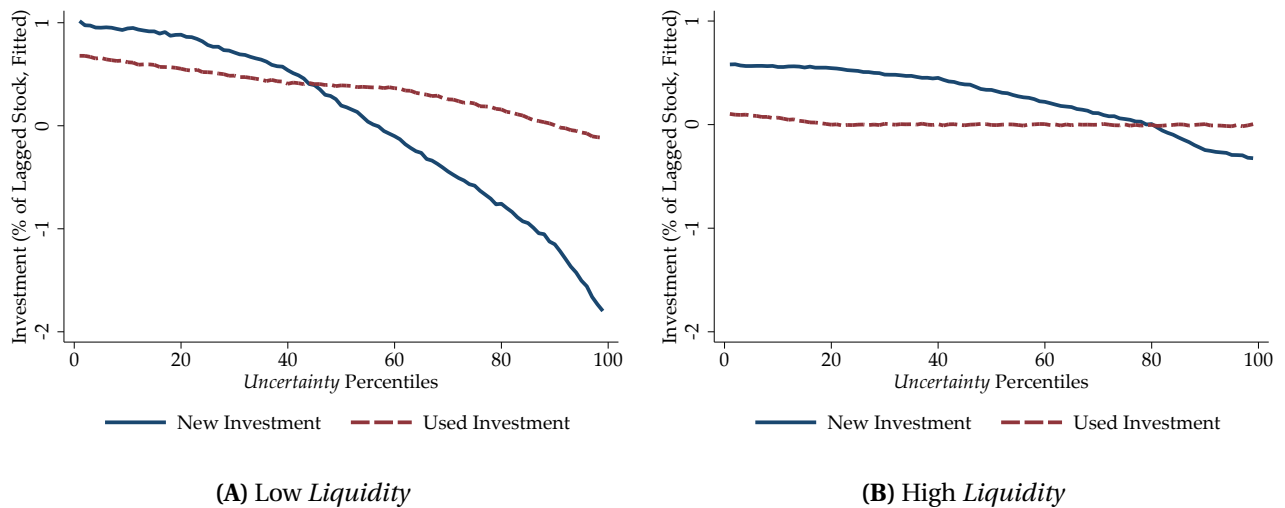 Investment (% of Lagged Stock, Fitted)
1
0
-1
-2
0 20 40 60 80 100
Uncertainty Percentiles
New Investment Used Investment
(A) Low Liquidity
Investment (% of Lagged Stock, Fitted)
1
0
-1
-2
0 20 40 60 80 100
Uncertainty Percentiles
New Investment Used Investment
(B) High Liquidity